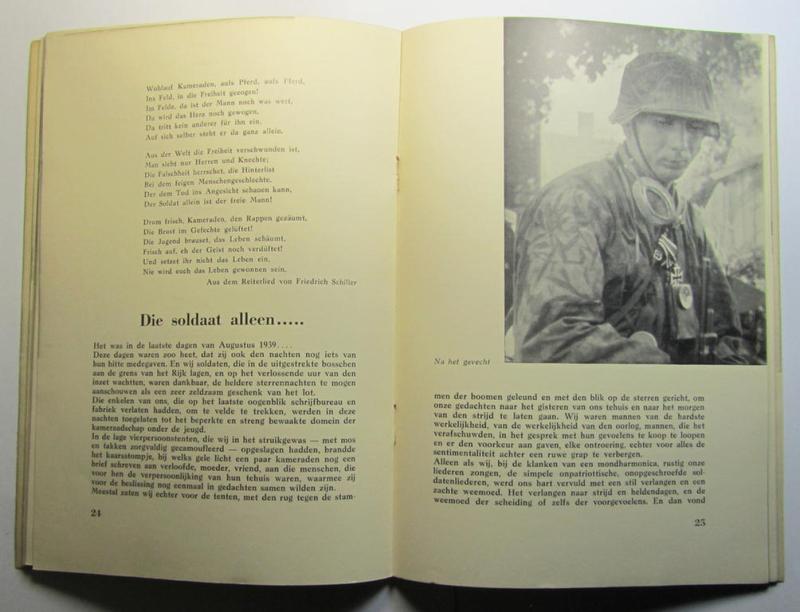 Wohlauf Kameraden, aufs Pferd, aufs Pferd,
Ins Feld, in die Freiheit gezogen!
Im Felde, da ist der Mann noch was wert,
Da wird das Herz noch gewogen,
Da tritt kein anderer für ihn ein,
Auf sich selber steht er da ganz allein.
Aus der Welt die Freiheit verschwunden ist,
Man sieht nur Herren und Knechte;
Die Falschheit herrschet, die Hinterlist
Bei dem feigen Menschengeschlechte.
Der dem Tod ins Angesicht schauen kann,
Der Soldat allein ist der freie Mann!
Drum frisch, Kameraden, den Rappen gezäumt,
Die Brust im Gefechte gelüftet!
Die Jugend brauset, das Leben schäumt,
Frisch auf, eh der Geist noch verdüftet!
Und setzet ihr nicht das Leben ein,
Nie wird euch das Leben gewonnen sein.
Aus dem Reiterlied von Friedrich Schiller
Die soldaat alleen.....
Het was in de laatste dagen van Augustus 1939....
Deze dagen waren zoo heet, dat zij ook den nachten nog iets van
hun hitte medegaven. En wij soldaten, die in de uitgestrekte bosschen
aan de grens van het Rijk lagen, en op het verlossende uur van den
inzet wachtten, waren dankbaar, de heldere sterrennachten te mogen
aanschouwen als een zeer zeldzaam geschenk van het lot.
Die enkelen van ons, die op het laatste oogenblik schrijfbureau en
fabriek verlaten hadden, om te velde te trekken, werden in deze
nachten toegelaten tot het beperkte en streng bewaakte domein der
kameraadschap onder de jeugd.
In de lage vierpersoonstenten, die wij in het struikgewas — met mos
en takken zorgvuldig gecamoufleerd — opgeslagen hadden, brandde
het kaarsstompje, bij welks gele licht een paar kameraden nog een
brief schreven aan verloofde, moeder, vriend, aan die menschen, die
voor hen de verpersoonlijking van hun tehuis waren, waarmee zij
voor de beslissing nog eenmaal in gedachten samen wilden zijn.
Meestal zaten wij echter voor de tenten, met den rug tegen de stam-
24
Na het gevecht
men der boomen geleund en met den blik op de sterren gericht, om
onze gedachten naar het gisteren van ons tehuis en naar het morgen
van den strijd te laten gaan. Wij waren mannen van de hardste
werkelijkheid, van de werkelijkheid van den oorlog, mannen, die het
verafschuwden, in het gesprek met hun gevoelens te koop te loopen
en er den voorkeur aan gaven, elke ontroering, echter voor alles de
sentimentaliteit achter een ruwe grap te verbergen.
Alleen als wij, bij de klanken van een mondharmonica, rustig onze
liederen zongen, de simpele onpatriottische, onopgeschroefde sol-
datenliederen, werd ons hart vervuld met een stil verlangen en een
zachte weemoed. Het verlangen naar strijd en heldendagen, en de
weemoed der scheiding of zelfs der voorgevoelens. En dan vond
25